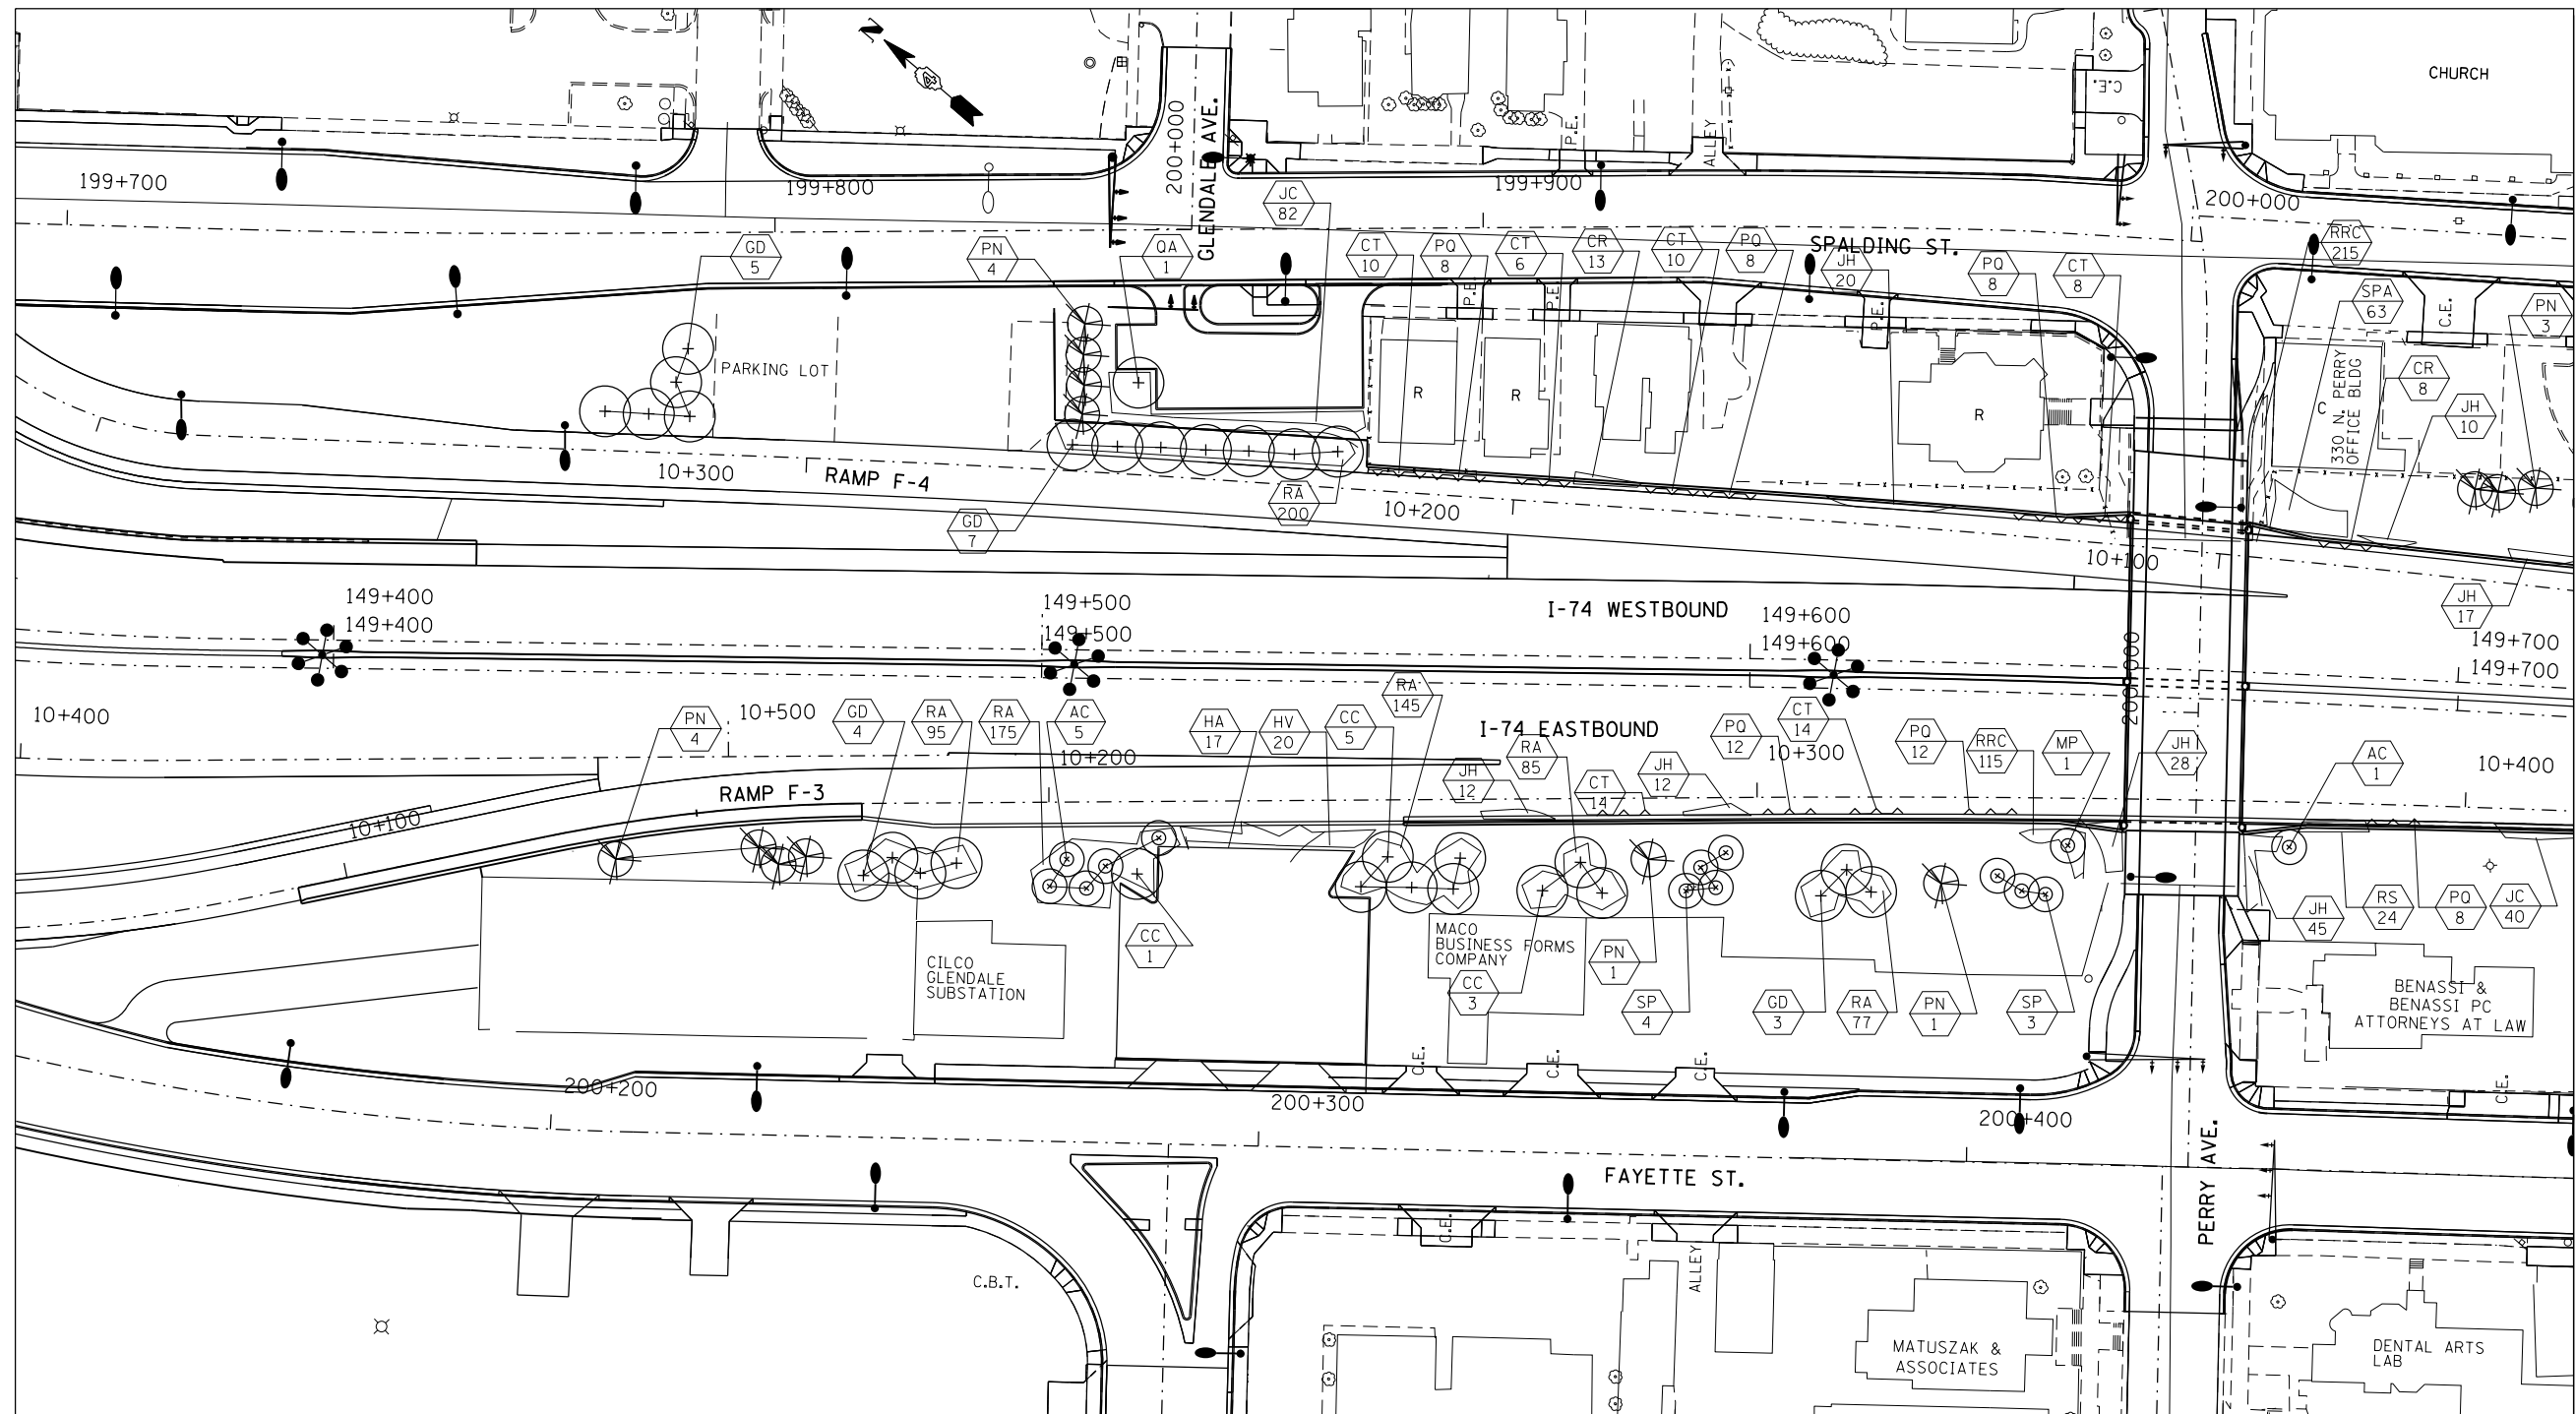 N
CHURCH
C.E.
P.E.
ALLEY
199+700
199+800
200+000
GLENDALE AVE.
199+900
200+000
SPALDING ST.
JC
82
GD
5
PN
4
QA
1
CT
10
PQ
8
CT
6
CR
13
CT
10
PQ
8
JH
20
PQ
8
CT
8
RRC
215
SPA
63
PN
3
P.E.
P.E.
P.E.
C.E.
PARKING LOT
R
R
R
C
330 N. PERRY
OFFICE BLDG
CR
8
JH
10
10+300
RAMP F-4
RA
200
10+200
GD
7
10+100
JH
17
149+400
149+400
149+500
149+500
I-74 WESTBOUND
149+600
149+600
149+700
149+700
10+400
10+500
PN
4
GD
4
RA
95
RA
175
AC
5
HA
17
HV
20
CC
5
RA
145
I-74 EASTBOUND
RA
85
JH
12
CT
14
JH
12
PQ
12
CT
14
10+300
PQ
12
RRC
115
MP
1
JH
28
AC
1
10+400
10+200
RAMP F-3
10+100
CC
1
CILCO
GLENDALE
SUBSTATION
MACO
BUSINESS FORMS
COMPANY
CC
3
PN
1
SP
4
GD
3
RA
77
PN
1
SP
3
JH
45
RS
24
PQ
8
JC
40
BENASSI &
BENASSI PC
ATTORNEYS AT LAW
C.E.
C.E.
C.E.
C.E.
200+200
200+300
200+400
FAYETTE ST.
PERRY AVE.
C.B.T.
C.E.
ALLEY
MATUSZAK &
ASSOCIATES
DENTAL ARTS
LAB